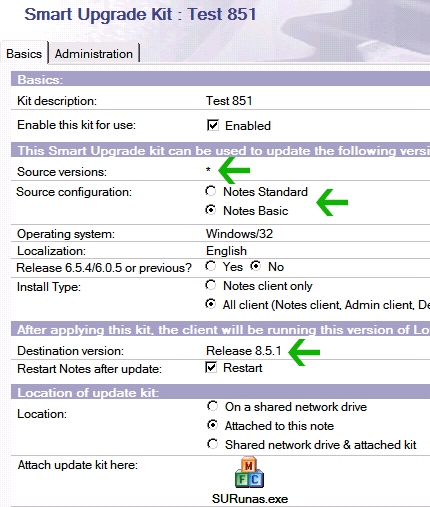 Smart Upgrade Kit : Test 851
Basics
Administration
Basics:
Kit description: Test 851
Enable this kit for use: Enabled
This Smart Upgrade kit can be used to update the following versi
Source versions: *
Source configuration: Notes Standard
Notes Basic
Operating system: Windows/32
Localization: English
Release 6.5.4/6.0.5 or previous? Yes No
Install Type: Notes client only
All client (Notes client, Admin client, De
After applying this kit, the client will be running this version of Lo
Destination version: Release 8.5.1
Restart Notes after update: Restart
Location of update kit:
Location: On a shared network drive
Attached to this note
Shared network drive & attached kit
Attach update kit here:
M
F C
SURunas.exe